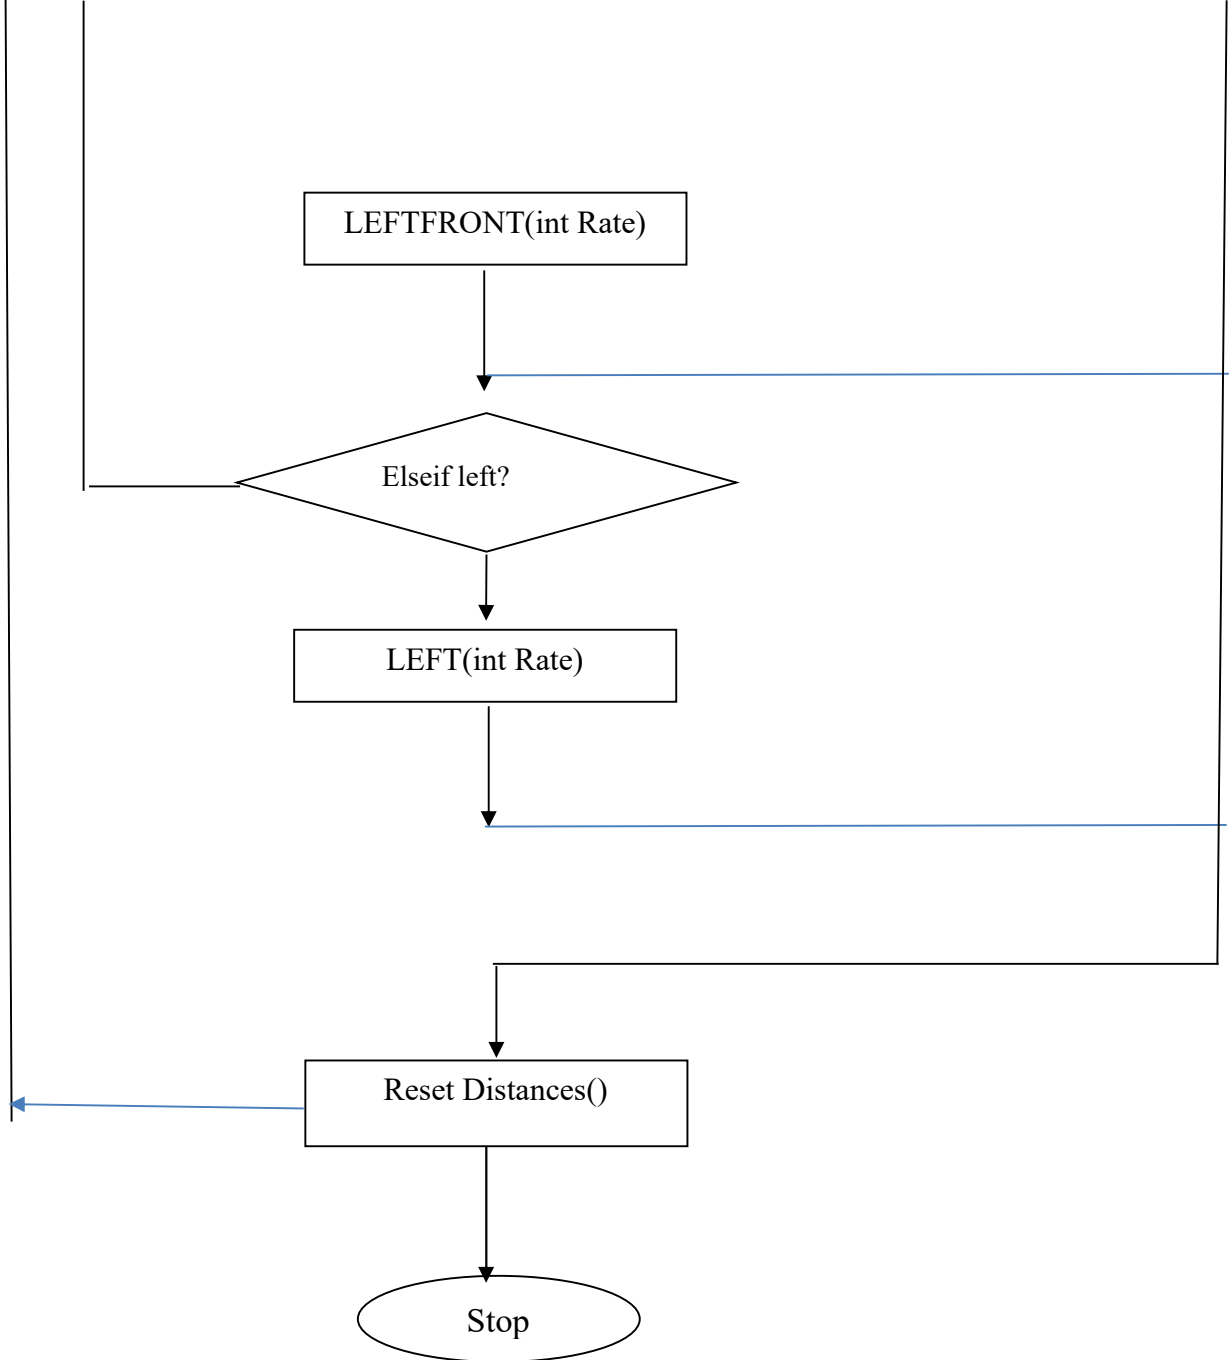 LEFTFRONT(int Rate)
Elseif left?
LEFT(int Rate)
Reset Distances()
Stop